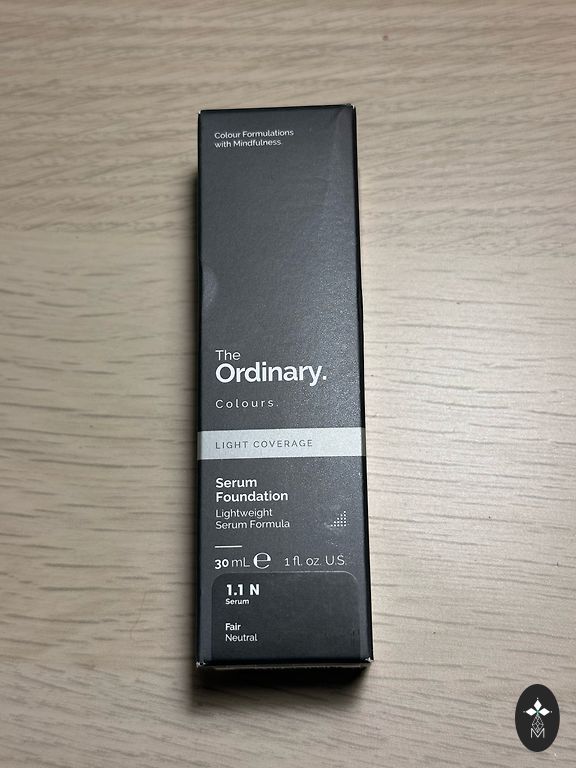 Colour Formulations
with Mindfulness.
The
Ordinary.
Colours.
LIGHT COVERAGE
Serum
Foundation
Lightweight
Serum Formula
30 mL e 1 fl. oz. U.S.
1.1 N
Serum
Fair
Neutral
M